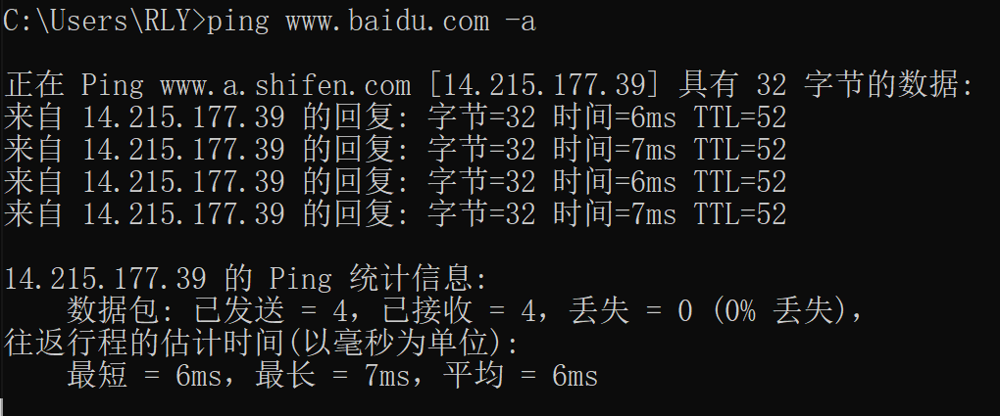 C:\Users\RLY>ping www.baidu.com -a
正在 Ping www.a.shifen.com [14.215.177.39] 具有 32 字节的数据:
来自 14.215.177.39 的回复: 字节=32 时间=6ms TTL=52
来自 14.215.177.39 的回复: 字节=32 时间=7ms TTL=52
来自 14.215.177.39 的回复: 字节=32 时间=6ms TTL=52
来自 14.215.177.39 的回复: 字节=32 时间=7ms TTL=52
14.215.177.39 的 Ping 统计信息:
数据包: 已发送 = 4，已接收 = 4，丢失 = 0 (0% 丢失)，
往返行程的估计时间(以毫秒为单位):
最短 = 6ms，最长 = 7ms，平均 = 6ms